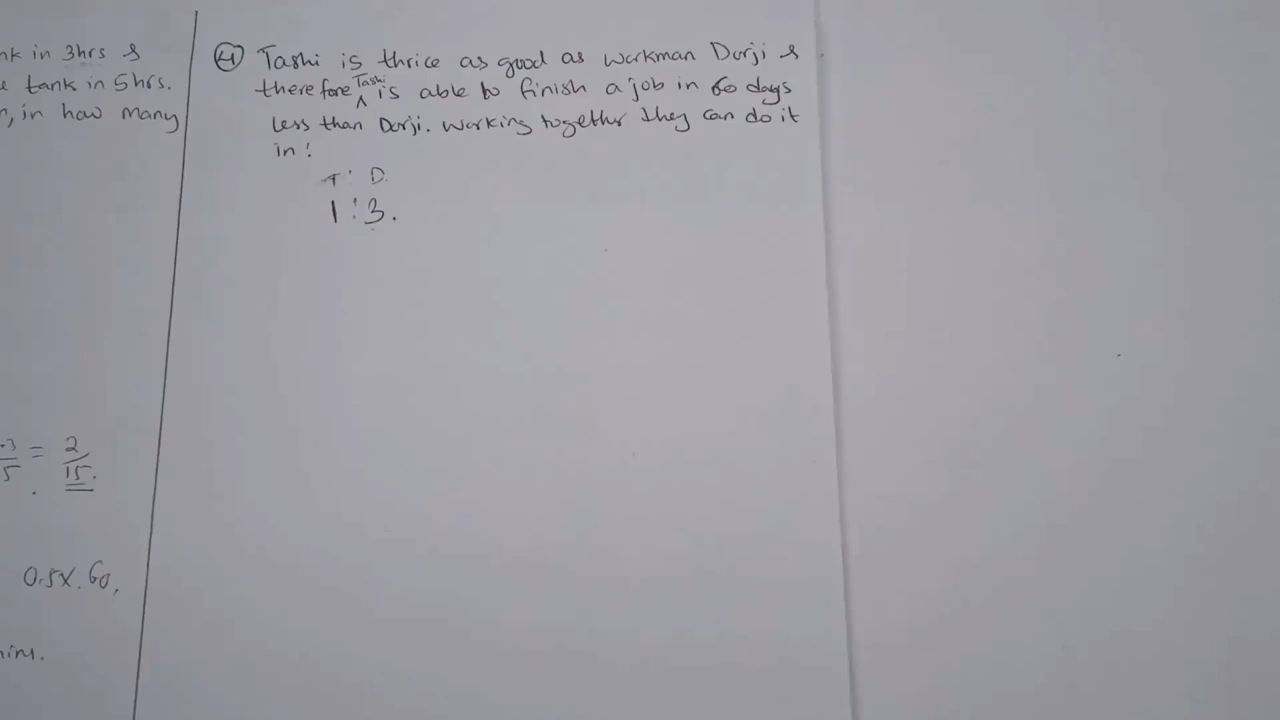 nk in 3hrs &
e tank in 5hrs.
, in how many
= 2/15.
0.5 x. 60,
④ Tashi is thrice as good as workman Dorji &
therefore Tashi is able to finish a job in 60 days
less than Dorji. Working together they can do it
in:
T : D.
1 : 3.